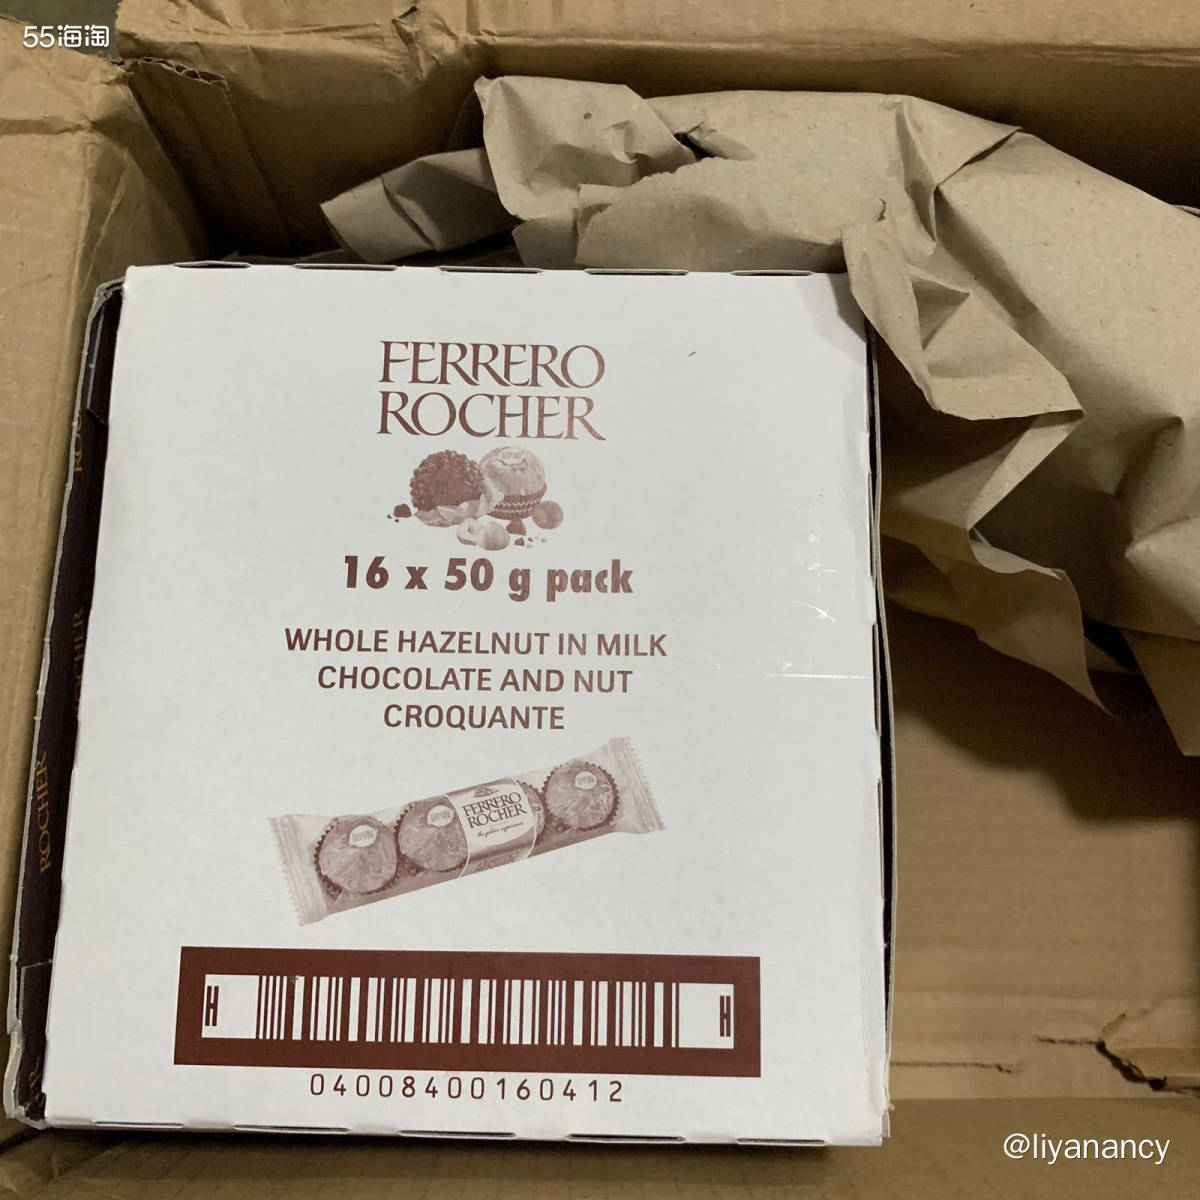 55海淘
FERRERO
ROCHER
16 x 50 g pack
WHOLE HAZELNUT IN MILK
CHOCOLATE AND NUT
CROQUANTE
FERRERO
ROCHER
H H
04008400160412
ROCHER
@liyanancy